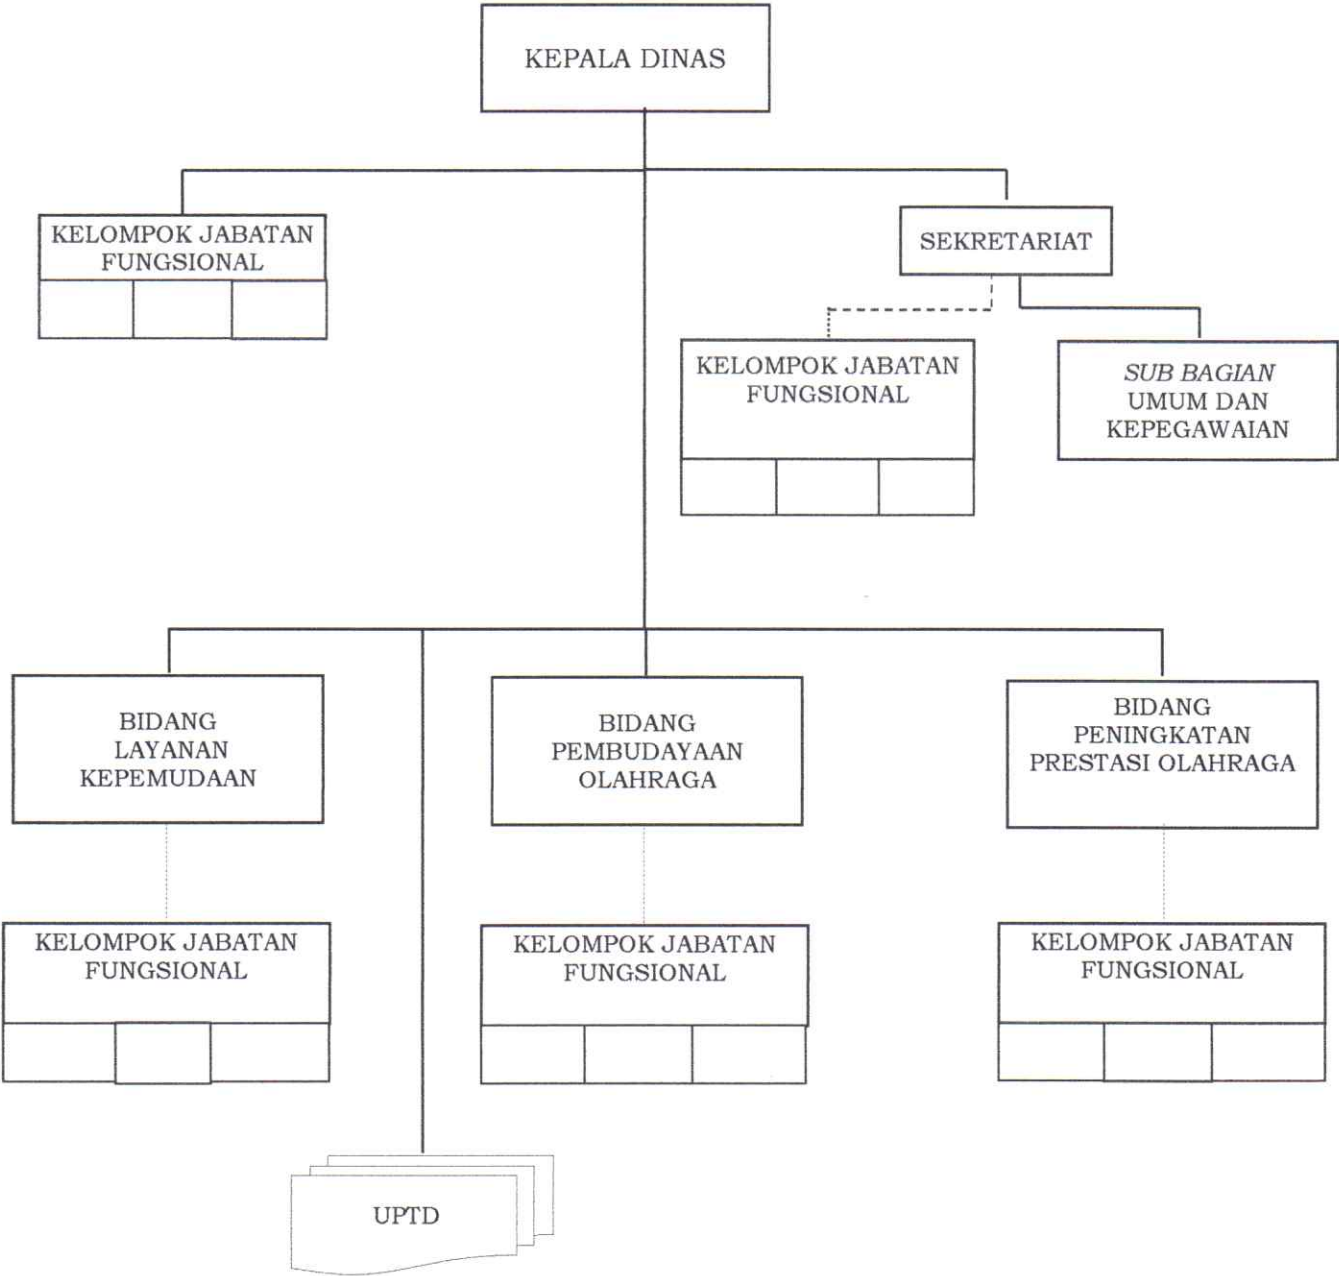 KEPALA DINAS
KELOMPOK JABATAN
FUNGSIONAL
SEKRETARIAT
KELOMPOK JABATAN
FUNGSIONAL
SUB BAGIAN
UMUM DAN
KEPEGAWAIAN
BIDANG
LAYANAN
KEPEMUDAAN
BIDANG
PEMBUDAYAAN
OLAHRAGA
BIDANG
PENINGKATAN
PRESTASI OLAHRAGA
KELOMPOK JABATAN
FUNGSIONAL
KELOMPOK JABATAN
FUNGSIONAL
KELOMPOK JABATAN
FUNGSIONAL
UPTD